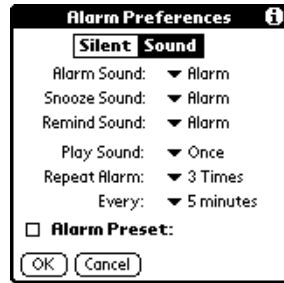 Alarm Preferences i
Silent Sound
Alarm Sound: Alarm
Snooze Sound: Alarm
Remind Sound: Alarm
Play Sound: Once
Repeat Alarm: 3 Times
Every: 5 minutes
Alarm Preset:
OK Cancel